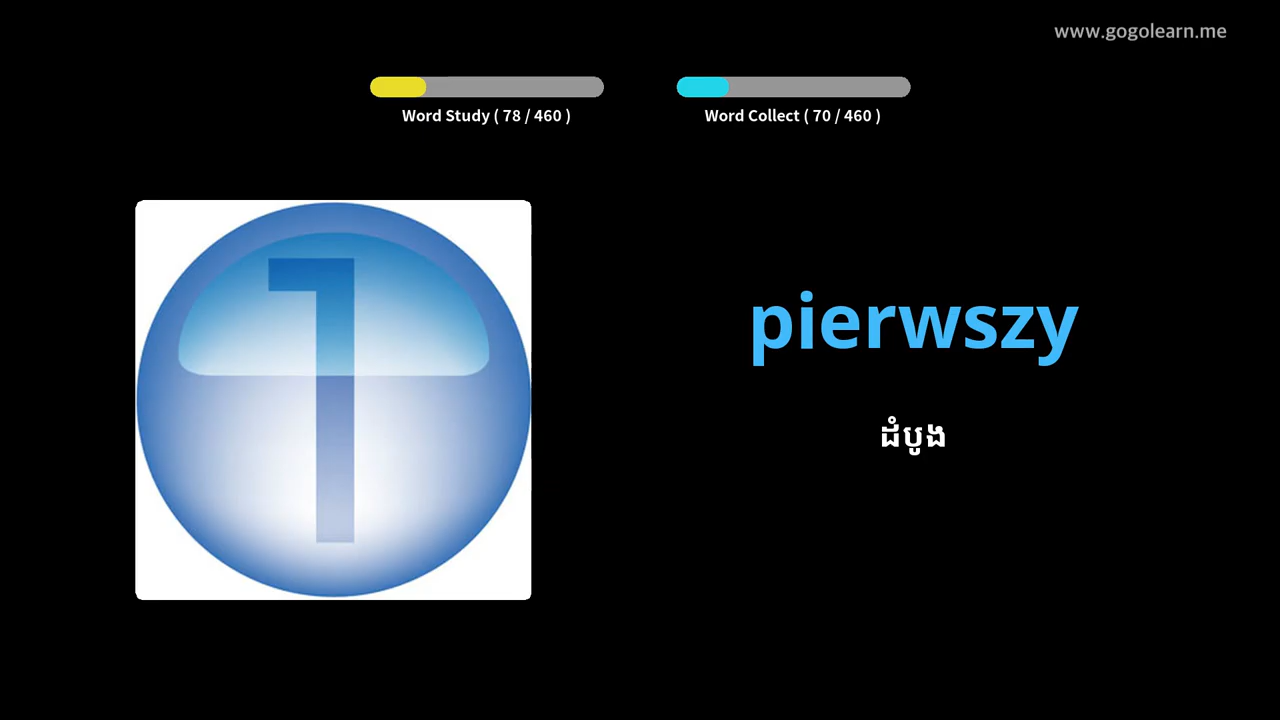 www.gogolearn.me
Word Study ( 78 / 460 )
Word Collect ( 70 / 460 )
1
pierwszy
ដំបូង